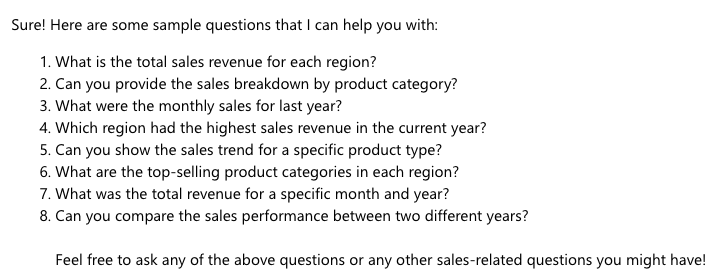 Sure! Here are some sample questions that I can help you with:
1. What is the total sales revenue for each region?
2. Can you provide the sales breakdown by product category?
3. What were the monthly sales for last year?
4. Which region had the highest sales revenue in the current year?
5. Can you show the sales trend for a specific product type?
6. What are the top-selling product categories in each region?
7. What was the total revenue for a specific month and year?
8. Can you compare the sales performance between two different years?
Feel free to ask any of the above questions or any other sales-related questions you might have!